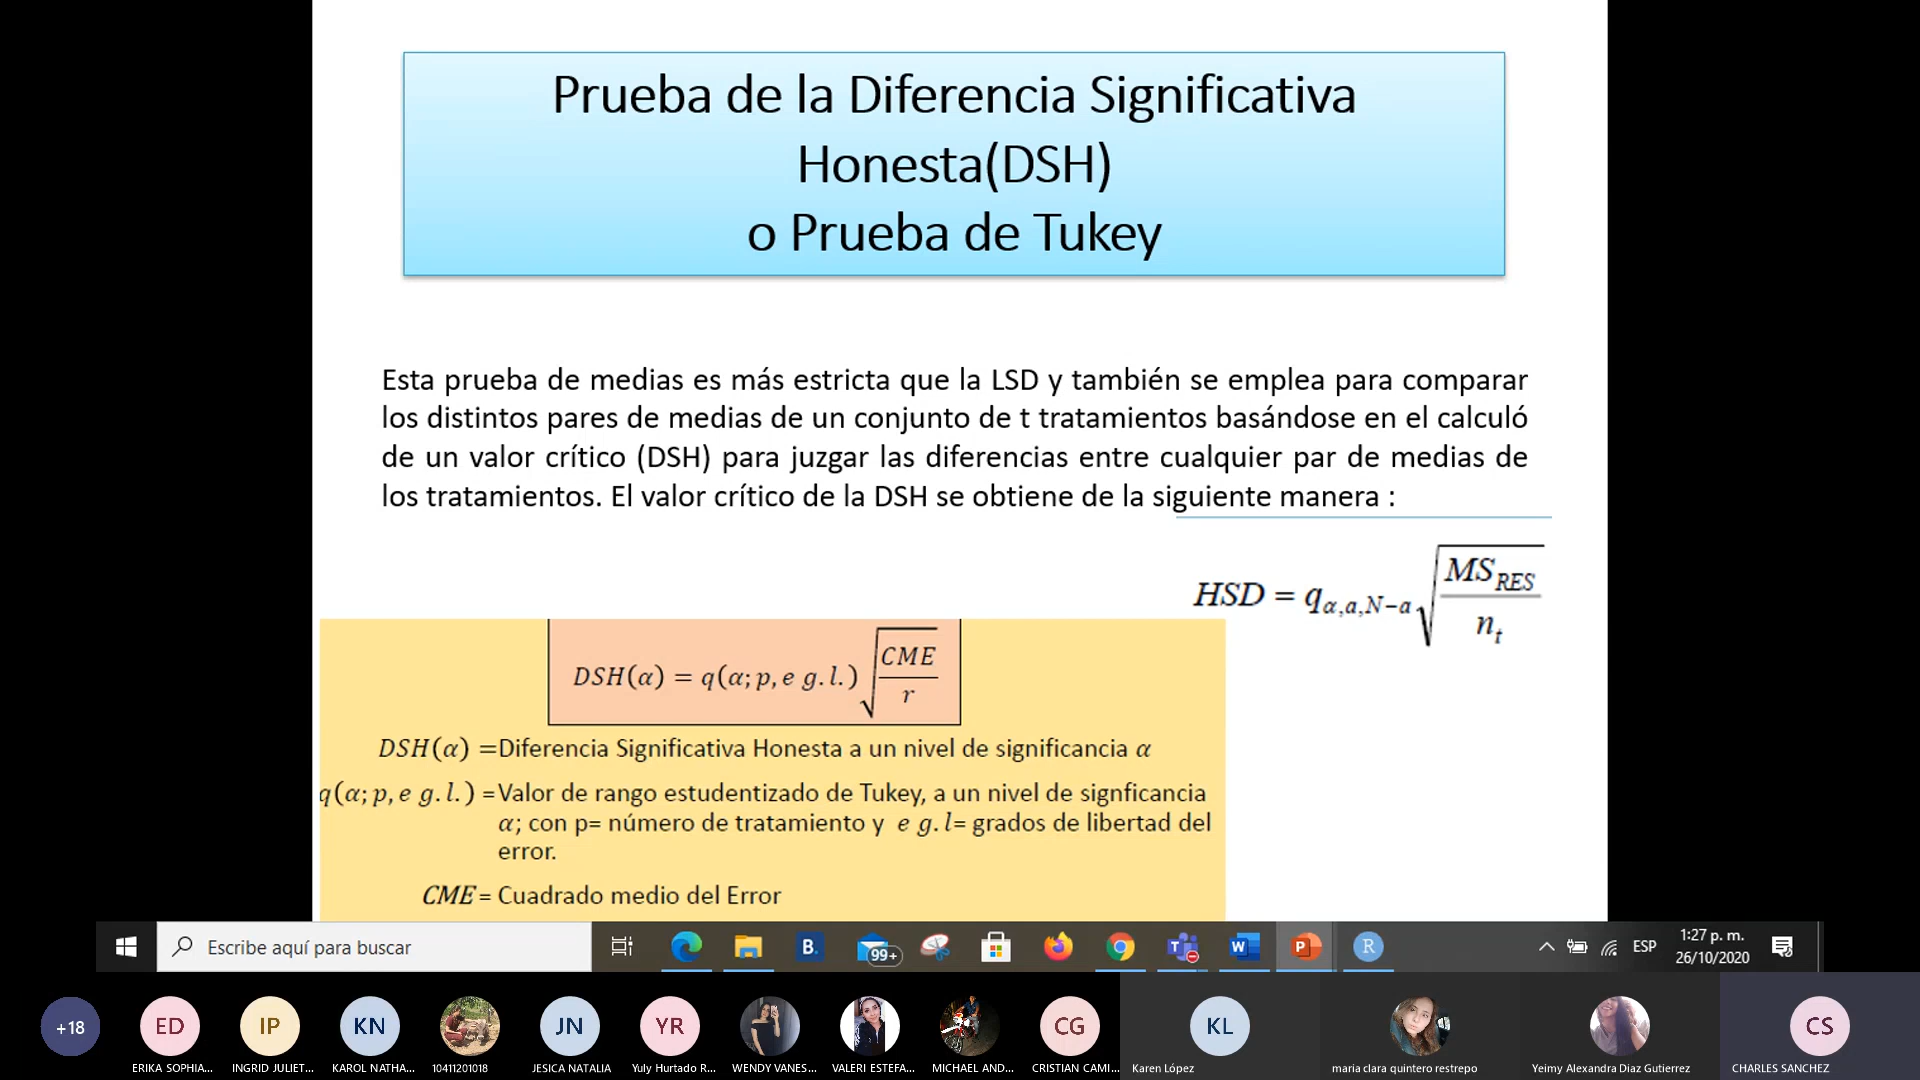 Prueba de la Diferencia Significativa
Honesta(DSH)
o Prueba de Tukey
Esta prueba de medias es más estricta que la LSD y también se emplea para comparar
los distintos pares de medias de un conjunto de t tratamientos basándose en el calculó
de un valor crítico (DSH) para juzgar las diferencias entre cualquier par de medias de
los tratamientos. El valor crítico de la DSH se obtiene de la siguiente manera :
HSD = q_{α,a,N−a} √(MS_{RES} / n_t)
DSH(α) = q(α; p, e g.l.) √(CME / r)
DSH(α) =Diferencia Significativa Honesta a un nivel de significancia α
q(α; p, e g.l.) =Valor de rango estudentizado de Tukey, a un nivel de signficancia
α; con p= número de tratamiento y e g.l= grados de libertad del
error.
CME = Cuadrado medio del Error
Escribe aquí para buscar
B.
99+
W
P
R
ESP
1:27 p. m.
26/10/2020
+18
ED
IP
KN
JN
YR
CG
KL
CS
ERIKA SOPHIA...
INGRID JULIET...
KAROL NATHA...
10411201018
JESICA NATALIA
Yuly Hurtado R...
WENDY VANES...
VALERI ESTEFA...
MICHAEL AND...
CRISTIAN CAMI...
Karen López
maria clara quintero restrepo
Yeimy Alexandra Diaz Gutierrez
CHARLES SANCHEZ